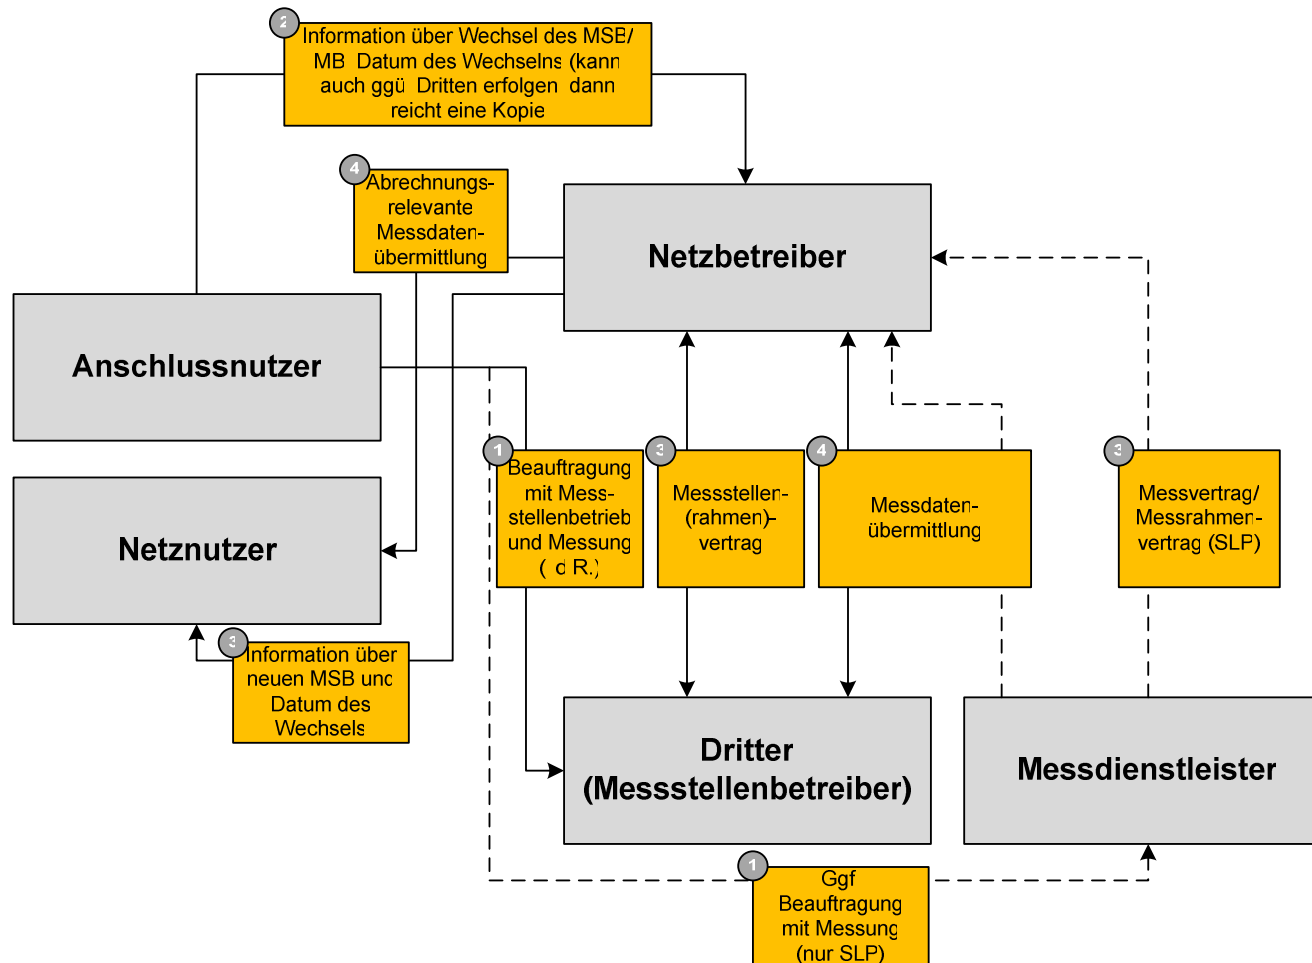 2
Information über Wechsel des MSB/
MB Datum des Wechselns (kann
auch ggü Dritten erfolgen dann
reicht eine Kopie
4
Abrechnungs-
relevante
Messdaten-
übermittlung
Netzbetreiber
Anschlussnutzer
1
Beauftragung
mit Mess-
stellenbetrieb
und Messung
( d R.)
3
Messstellen-
(rahmen)-
vertrag
4
Messdaten-
übermittlung
3
Messvertrag/
Messrahmen-
vertrag (SLP)
Netznutzer
3
Information über
neuen MSB und
Datum des
Wechsels
Dritter
(Messstellenbetreiber)
Messdienstleister
1
Ggf
Beauftragung
mit Messung
(nur SLP)